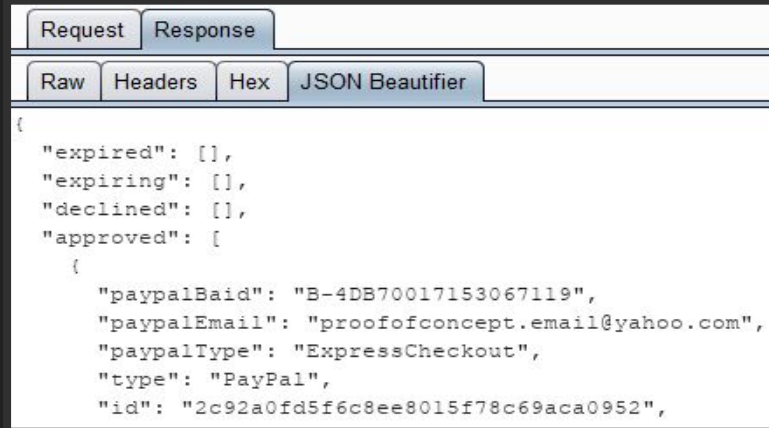 Request Response
Raw Headers Hex JSON Beautifier
{
"expired": [],
"expiring": [],
"declined": [],
"approved": [
{
"paypalBaid": "B-4DB70017153067119",
"paypalEmail": "proofofconcept.email@yahoo.com",
"paypalType": "ExpressCheckout",
"type": "PayPal",
"id": "2c92a0fd5f6c8ee8015f78c69aca0952",